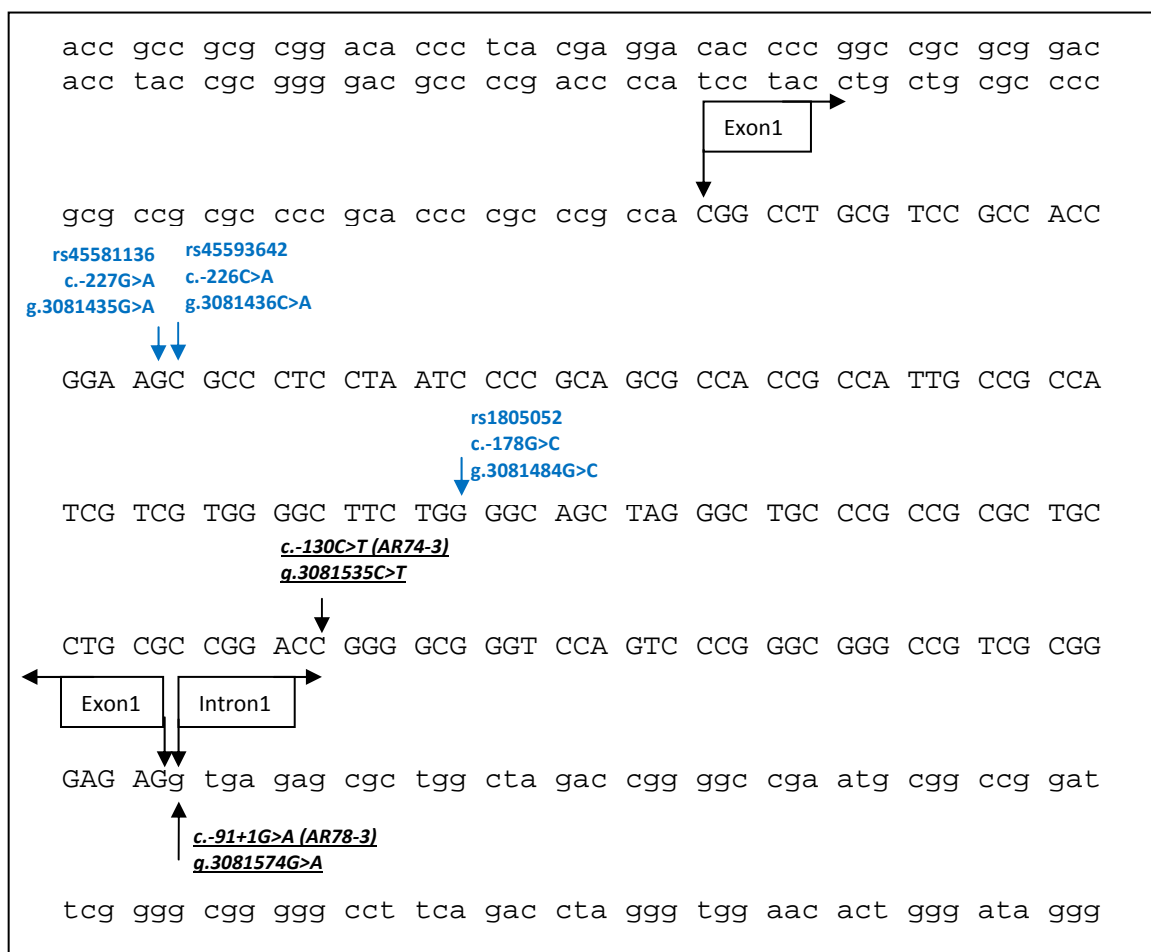 acc gcc gcg cgg aca ccc tca cga gga cac ccc ggc cgc gcg gac
acc tac cgc ggg gac gcc ccg acc cca tcc tac ctg ctg cgc ccc
Exon1
gcg ccg cgc ccc gca ccc cgc ccg cca CGG CCT GCG TCC GCC ACC
rs45581136
c.-227G>A
g.3081435G>A
rs45593642
c.-226C>A
g.3081436C>A
GGA AGC GCC CTC CTA ATC CCC GCA GCG CCA CCG CCA TTG CCG CCA
rs1805052
c.-178G>C
g.3081484G>C
TCG TCG TGG GGC TTC TGG GGC AGC TAG GGC TGC CCG CCG CGC TGC
c.-130C>T (AR74-3)
g.3081535C>T
CTG CGC CGG ACC GGG GCG GGT CCA GTC CCG GGC GGG CCG TCG CGG
Exon1 Intron1
GAG AGg tga gag cgc tgg cta gac cgg ggc cga atg cgg ccg gat
c.-91+1G>A (AR78-3)
g.3081574G>A
tcg ggg cgg ggg cct tca gac cta ggg tgg aac act ggg ata ggg